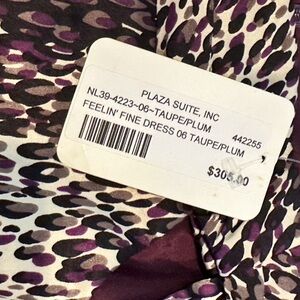 PLAZA SUITE, INC
NL39-4223-06-TAUPE/PLUM
FEELIN' FINE DRESS 06 TAUPE/PLUM
442255
$305.00